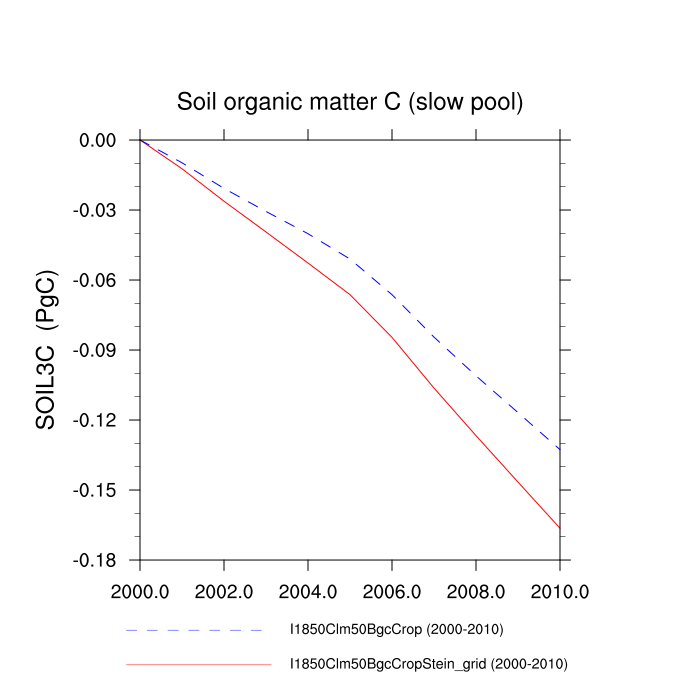 Soil organic matter C (slow pool)
0.00
-0.03
-0.06
-0.09
-0.12
-0.15
-0.18
SOIL3C (PgC)
2000.0 2002.0 2004.0 2006.0 2008.0 2010.0
I1850Clm50BgcCrop (2000-2010)
I1850Clm50BgcCropStein_grid (2000-2010)